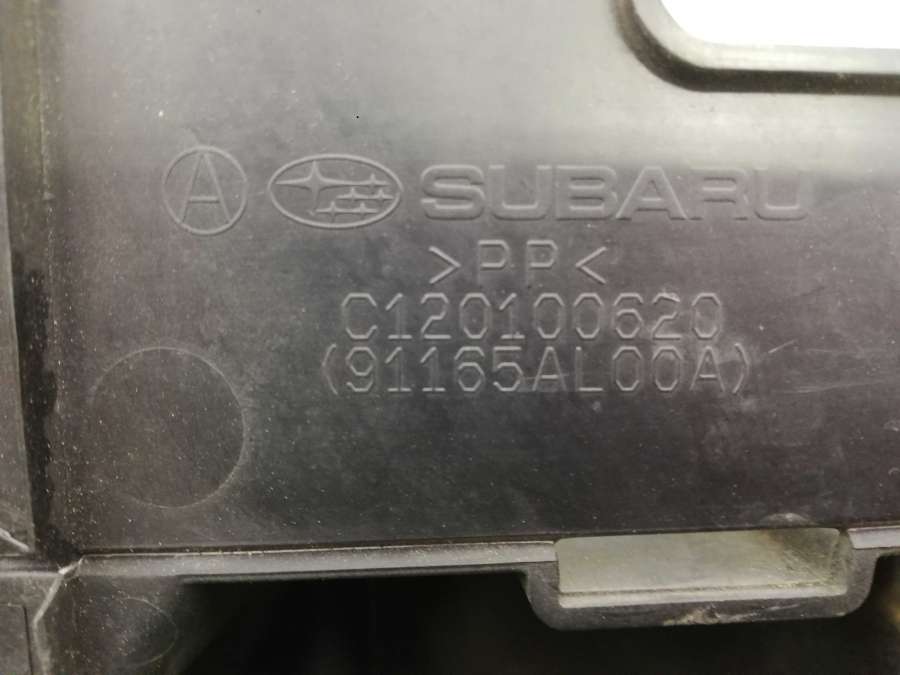 A SUBARU
>PP<
C120100620
(91165AL00A)